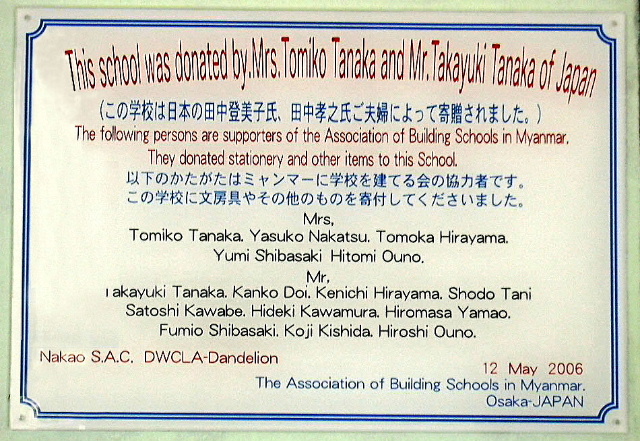 This school was donated by.Mrs.Tomiko Tanaka and Mr.Takayuki Tanaka of Japan
（この学校は日本の田中登美子氏、田中孝之氏ご夫婦によって寄贈されました。）
The following persons are supporters of the Association of Building Schools in Myanmar.
They donated stationery and other items to this School.
以下のかたがたはミャンマーに学校を建てる会の協力者です。
この学校に文房具やその他のものを寄付してくださいました。
Mrs,
Tomiko Tanaka. Yasuko Nakatsu. Tomoka Hirayama.
Yumi Shibasaki Hitomi Ouno.
Mr,
Takayuki Tanaka. Kanko Doi. Kenichi Hirayama. Shodo Tani
Satoshi Kawabe. Hideki Kawamura. Hiromasa Yamao.
Fumio Shibasaki. Koji Kishida. Hiroshi Ouno.
Nakao S.A.C. DWCLA-Dandelion
12 May 2006
The Association of Building Schools in Myanmar.
Osaka-JAPAN